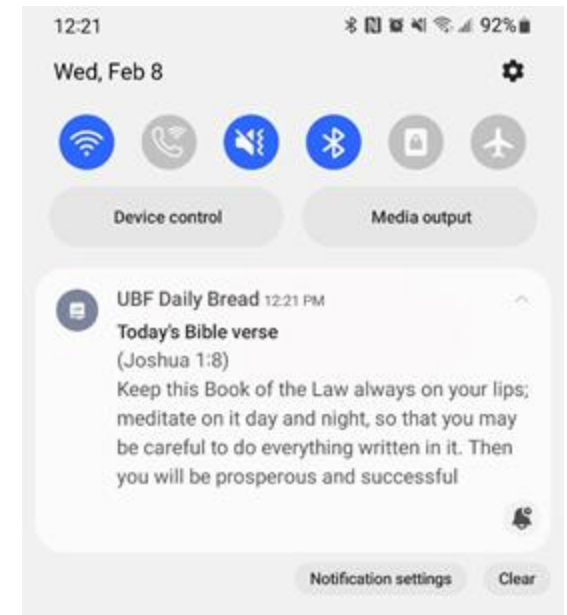 12:21 92%
Wed, Feb 8
Device control Media output
UBF Daily Bread 12:21 PM
Today's Bible verse
(Joshua 1:8)
Keep this Book of the Law always on your lips;
meditate on it day and night, so that you may
be careful to do everything written in it. Then
you will be prosperous and successful
Notification settings Clear